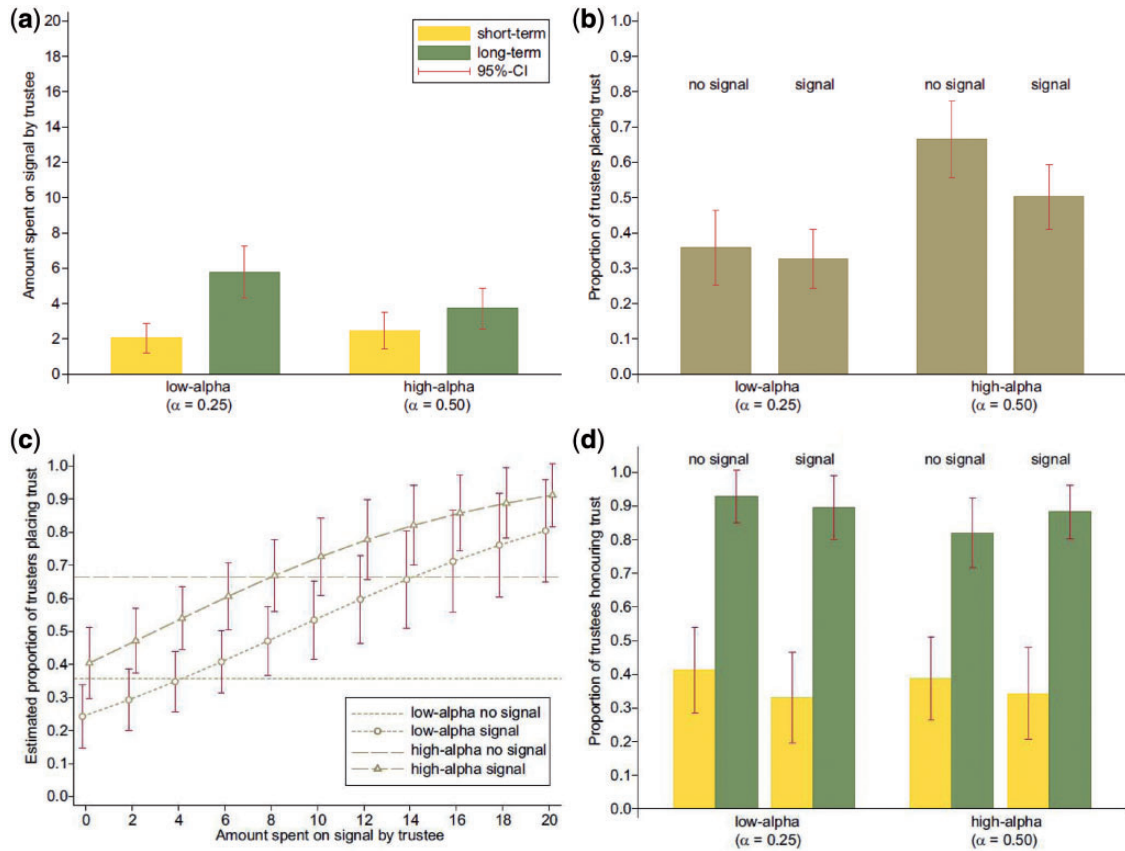 (a)
Amount spent on signal by trustee
20
18
16
14
12
10
8
6
4
2
0
short-term
long-term
95%-CI
low-alpha
(α = 0.25)
high-alpha
(α = 0.50)
(b)
Proportion of trusters placing trust
1.0
0.9
0.8
0.7
0.6
0.5
0.4
0.3
0.2
0.1
0.0
no signal
signal
no signal
signal
low-alpha
(α = 0.25)
high-alpha
(α = 0.50)
(c)
Estimated proportion of trusters placing trust
1.0
0.9
0.8
0.7
0.6
0.5
0.4
0.3
0.2
0.1
0.0
low-alpha no signal
low-alpha signal
high-alpha no signal
high-alpha signal
0 2 4 6 8 10 12 14 16 18 20
Amount spent on signal by trustee
(d)
Proportion of trustees honouring trust
1.0
0.9
0.8
0.7
0.6
0.5
0.4
0.3
0.2
0.1
0.0
no signal
signal
no signal
signal
low-alpha
(α = 0.25)
high-alpha
(α = 0.50)